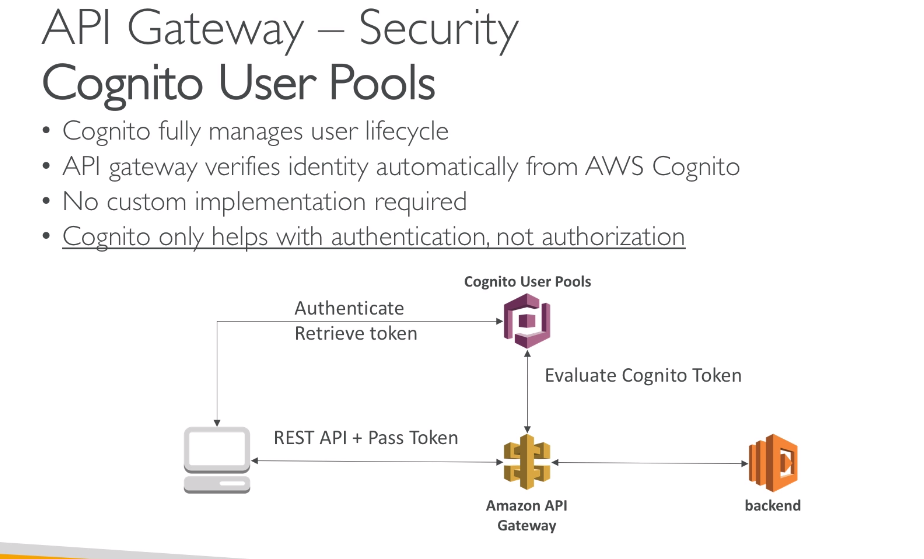 API Gateway – Security
Cognito User Pools
• Cognito fully manages user lifecycle
• API gateway verifies identity automatically from AWS Cognito
• No custom implementation required
• Cognito only helps with authentication, not authorization
Cognito User Pools
Authenticate
Retrieve token
Evaluate Cognito Token
REST API + Pass Token
Amazon API
Gateway
backend